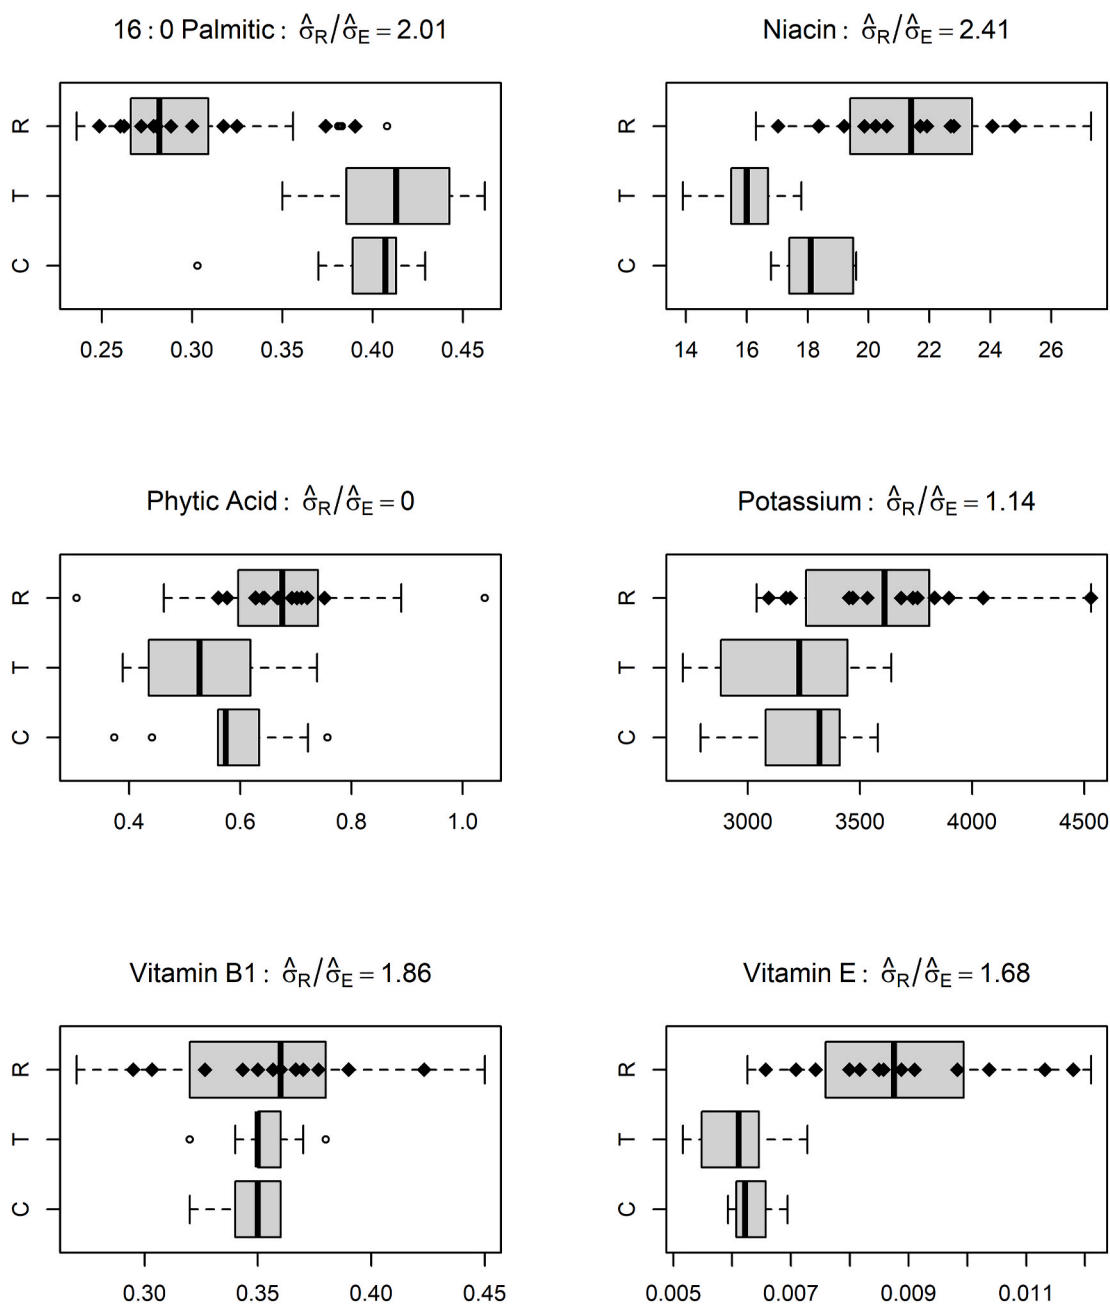 16 : 0 Palmitic : σ̂R/σ̂E = 2.01
R
T
C
0.25 0.30 0.35 0.40 0.45
Niacin : σ̂R/σ̂E = 2.41
R
T
C
14 16 18 20 22 24 26
Phytic Acid : σ̂R/σ̂E = 0
R
T
C
0.4 0.6 0.8 1.0
Potassium : σ̂R/σ̂E = 1.14
R
T
C
3000 3500 4000 4500
Vitamin B1 : σ̂R/σ̂E = 1.86
R
T
C
0.30 0.35 0.40 0.45
Vitamin E : σ̂R/σ̂E = 1.68
R
T
C
0.005 0.007 0.009 0.011